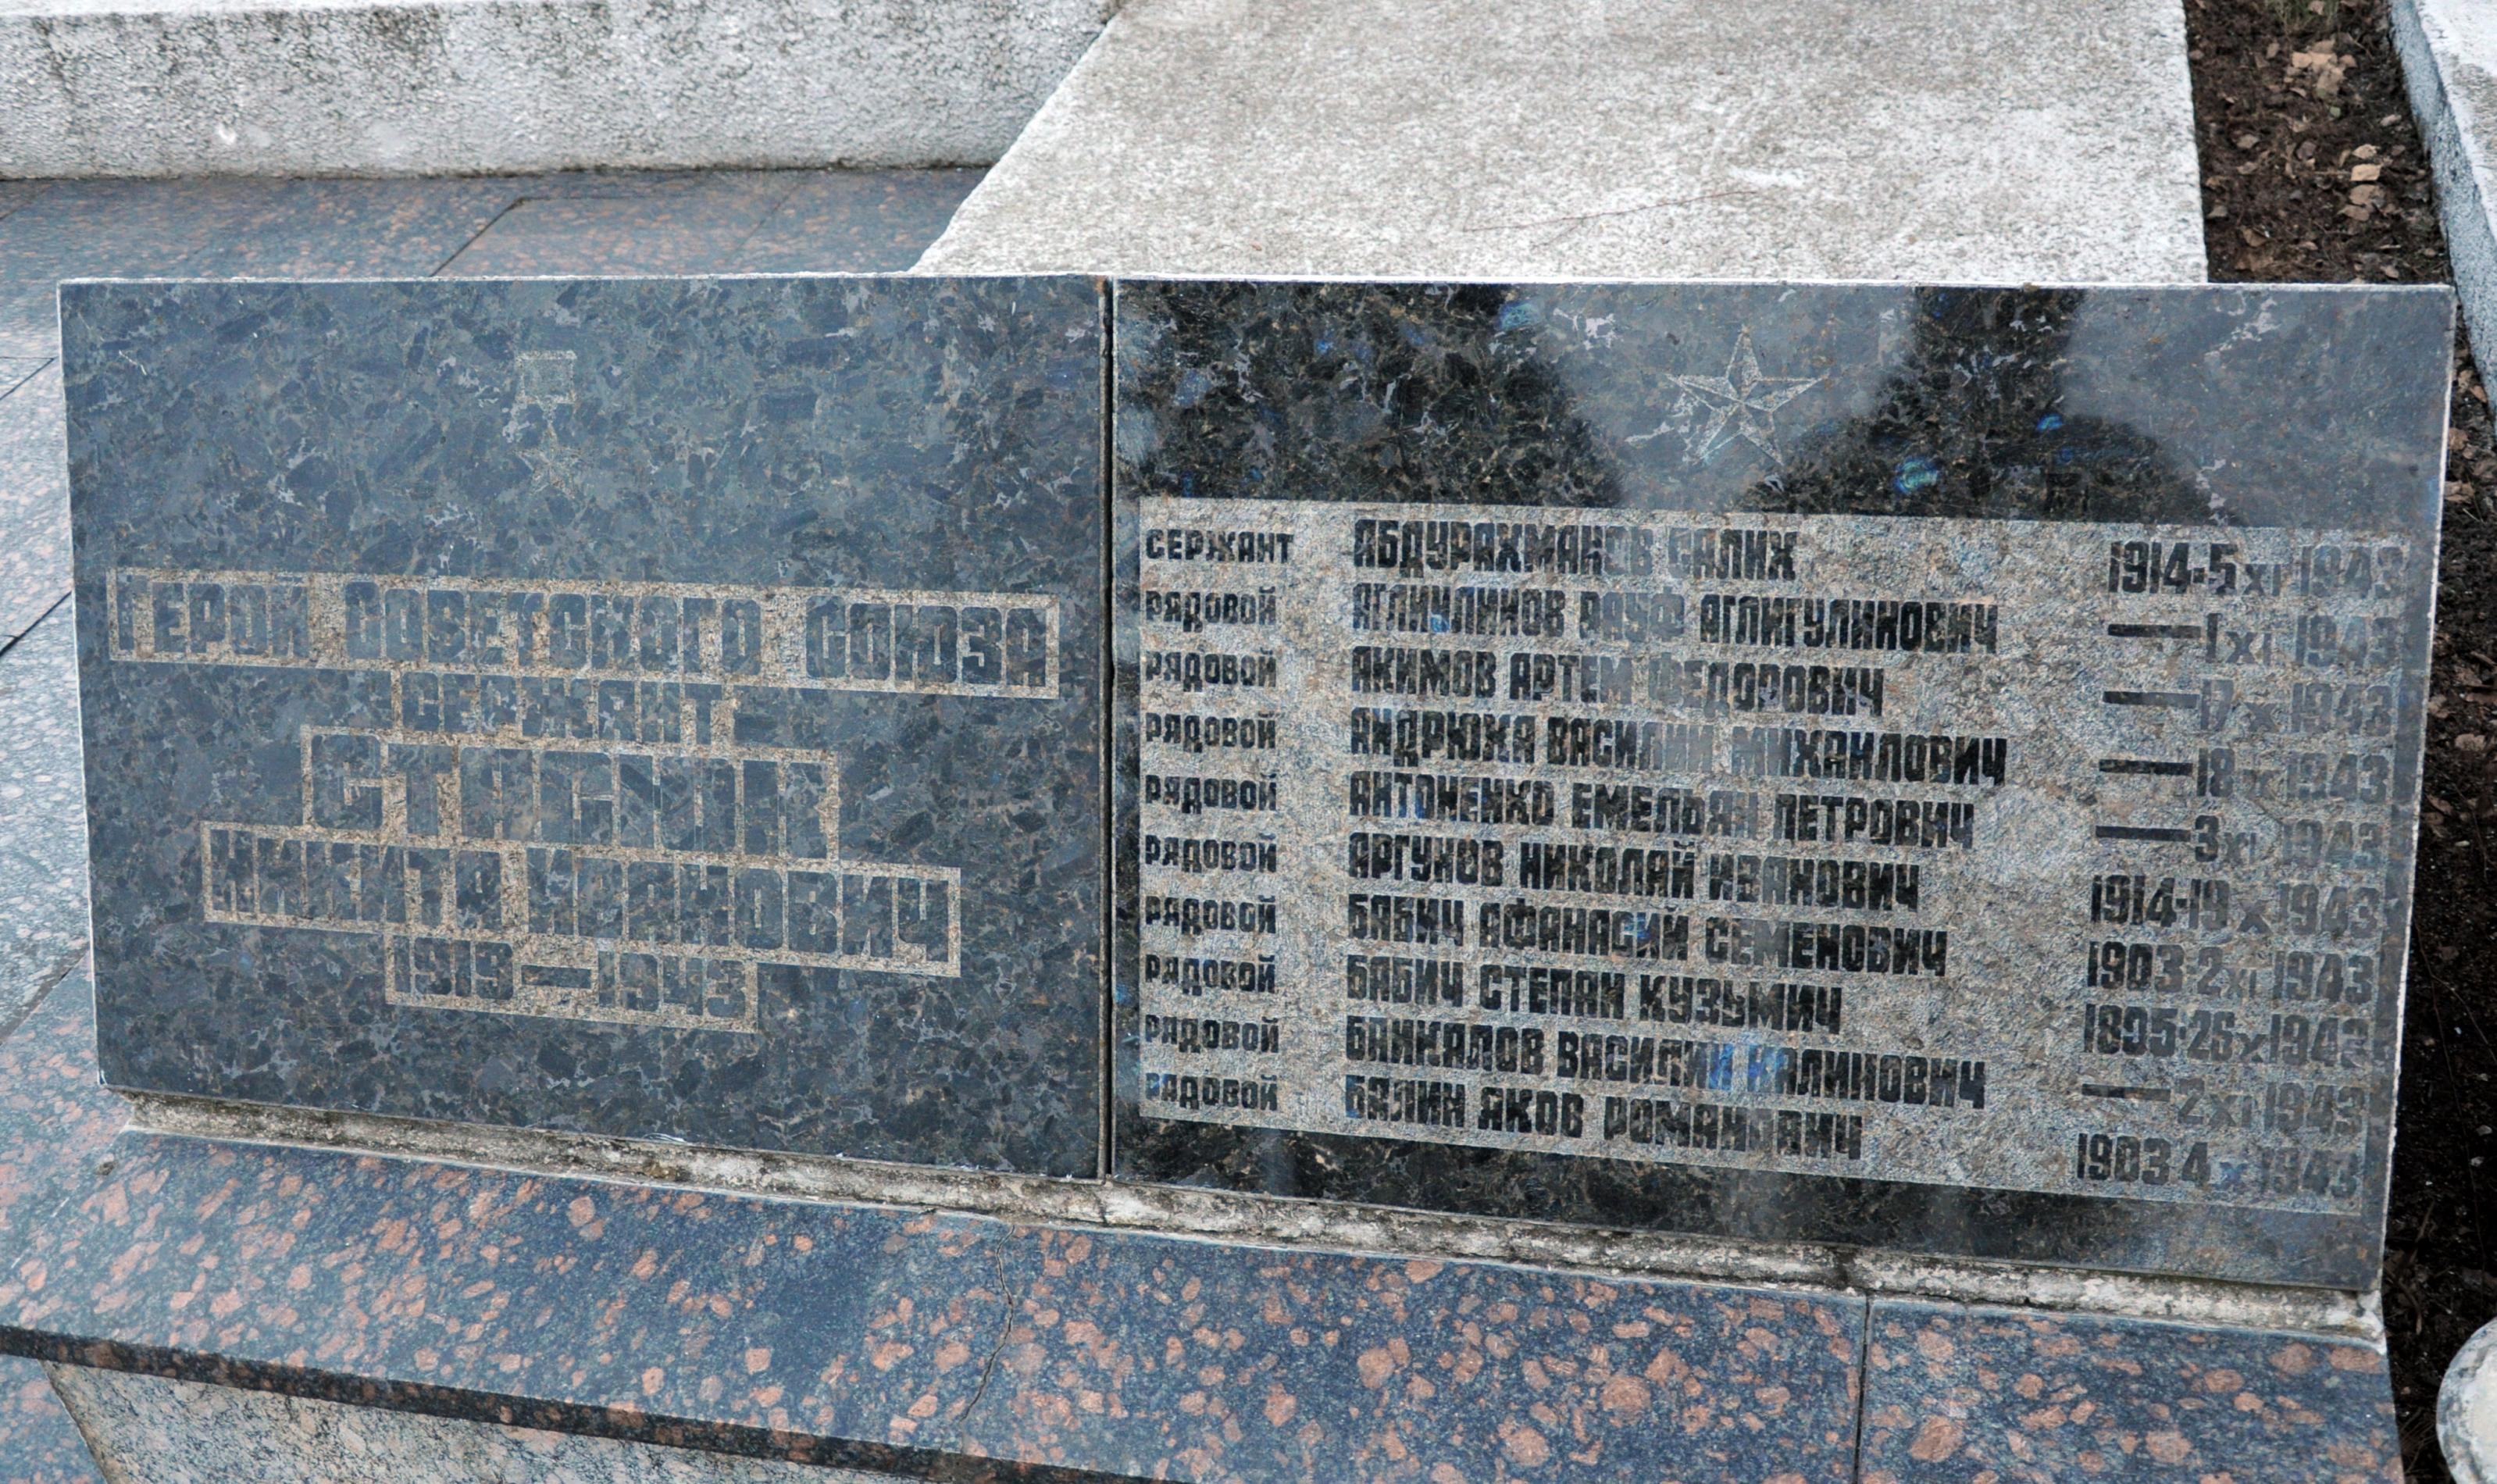 ГЕРОЙ СОВЕТСКОГО СОЮЗА
СЕРЖАНТ
СТАСЮК
НИКИТА ИВАНОВИЧ
1919—1943
СЕРЖАНТ АБДУРАХМАНОВ САЛИХ 1914-5 XI 1943
РЯДОВОЙ АГЛИУЛИНОВ РАУФ АГЛИГУЛИНОВИЧ — 1 XI 1943
РЯДОВОЙ АКИМОВ АРТЕМ ФЕДОРОВИЧ — 17 X 1943
РЯДОВОЙ АНДРЮХА ВАСИЛИЙ МИХАЙЛОВИЧ — 18 X 1943
РЯДОВОЙ АНТОНЕНКО ЕМЕЛЬЯН ПЕТРОВИЧ — 3 XI 1943
РЯДОВОЙ АРГУНОВ НИКОЛАЙ ИВАНОВИЧ 1914-19 X 1943
РЯДОВОЙ БАБИЧ АФАНАСИЙ СЕМЕНОВИЧ 1903-2 XI 1943
РЯДОВОЙ БАБИЧ СТЕПАН КУЗЬМИЧ 1895-26 X 1943
РЯДОВОЙ БАЙКАЛОВ ВАСИЛИЙ КАЛИНОВИЧ — 2 XI 1943
РЯДОВОЙ БАЛИН ЯКОВ РОМАНОВИЧ 1903 4 X 1943